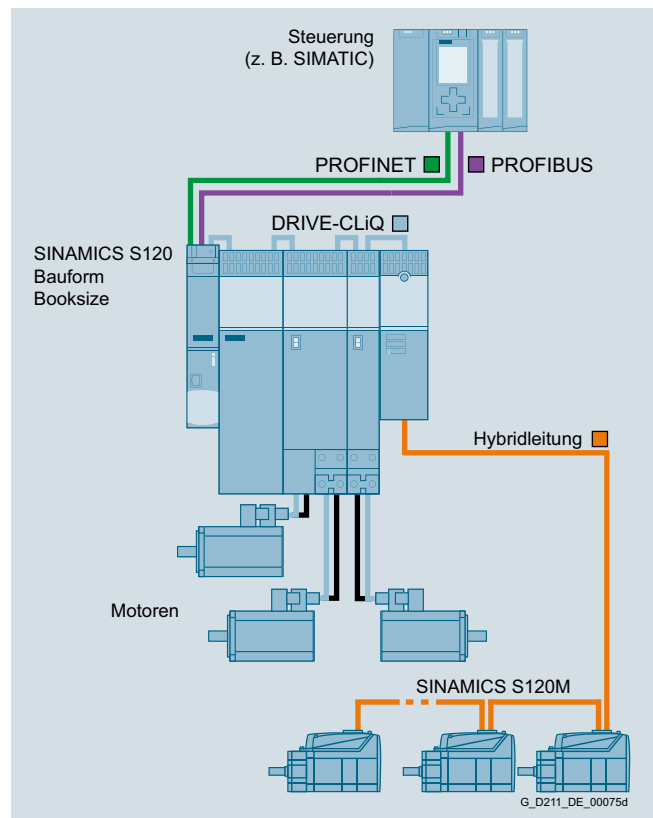 Steuerung
(z. B. SIMATIC)
PROFINET
PROFIBUS
DRIVE-CLiQ
SINAMICS S120
Bauform
Booksize
Hybridleitung
Motoren
SINAMICS S120M
G_D211_DE_00075d